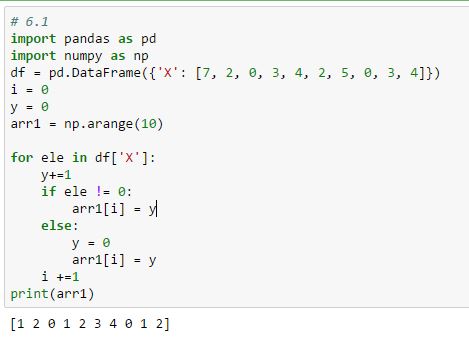 # 6.1
import pandas as pd
import numpy as np
df = pd.DataFrame({'X': [7, 2, 0, 3, 4, 2, 5, 0, 3, 4]})
i = 0
y = 0
arr1 = np.arange(10)

for ele in df['X']:
    y+=1
    if ele != 0:
        arr1[i] = y
    else:
        y = 0
        arr1[i] = y
    i +=1
print(arr1)

[1 2 0 1 2 3 4 0 1 2]